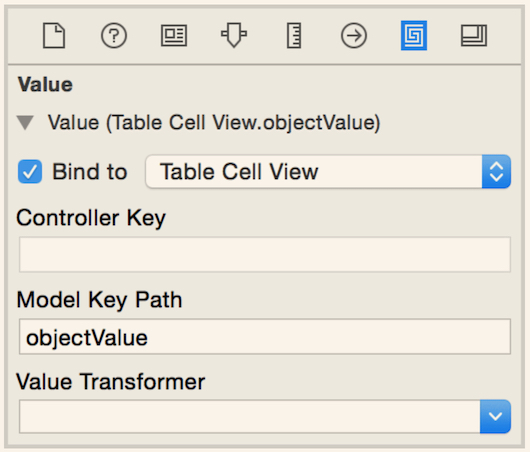 Value
Value (Table Cell View.objectValue)
Bind to Table Cell View
Controller Key
Model Key Path
objectValue
Value Transformer